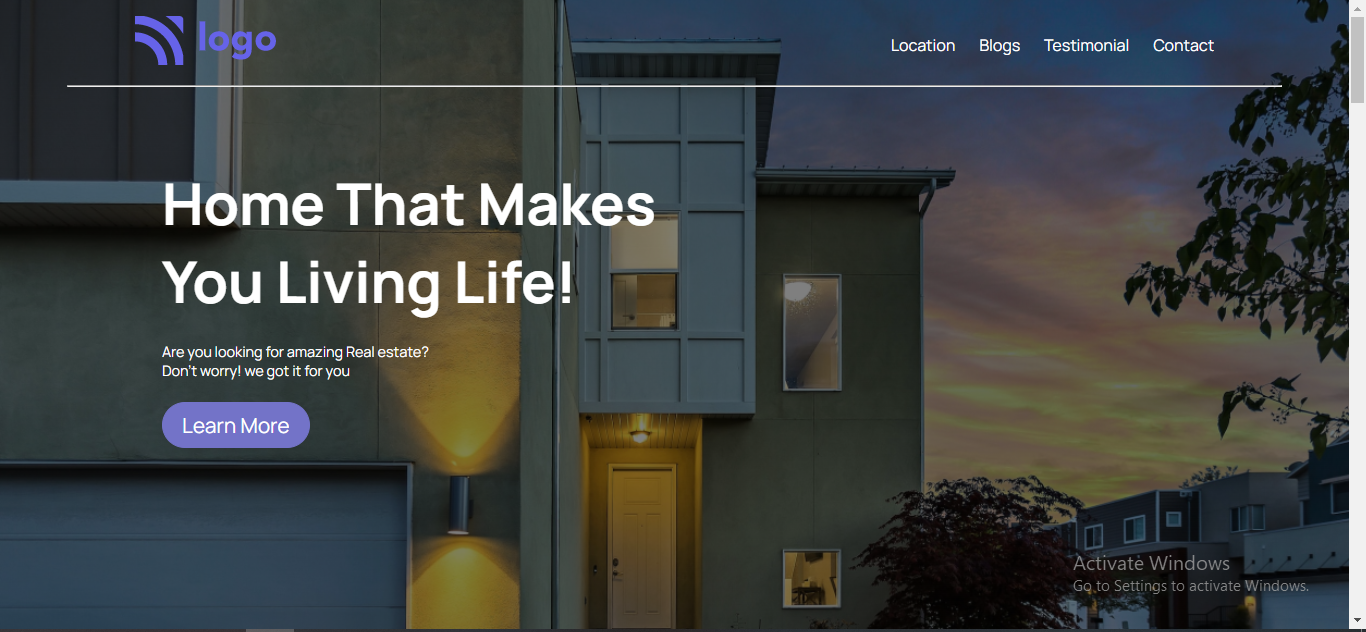 logo
Location Blogs Testimonial Contact
Home That Makes
You Living Life!
Are you looking for amazing Real estate?
Don't worry! we got it for you
Learn More
Activate Windows
Go to Settings to activate Windows.